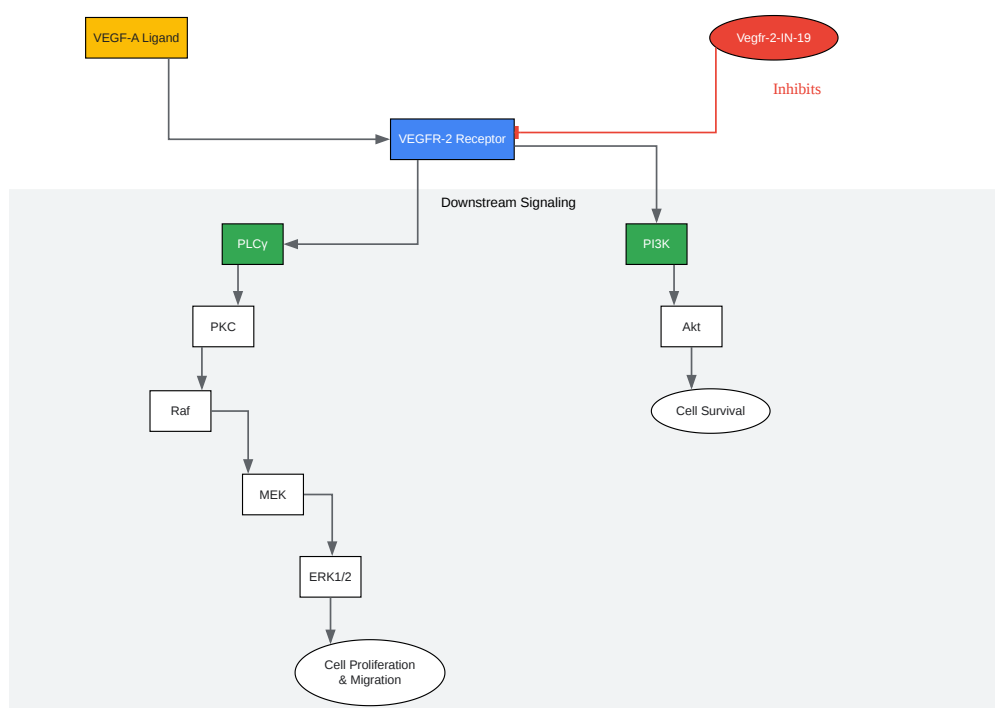 VEGF-A Ligand
Vegfr-2-IN-19
Inhibits
VEGFR-2 Receptor
Downstream Signaling
PLCγ
PI3K
PKC
Akt
Raf
Cell Survival
MEK
ERK1/2
Cell Proliferation
& Migration